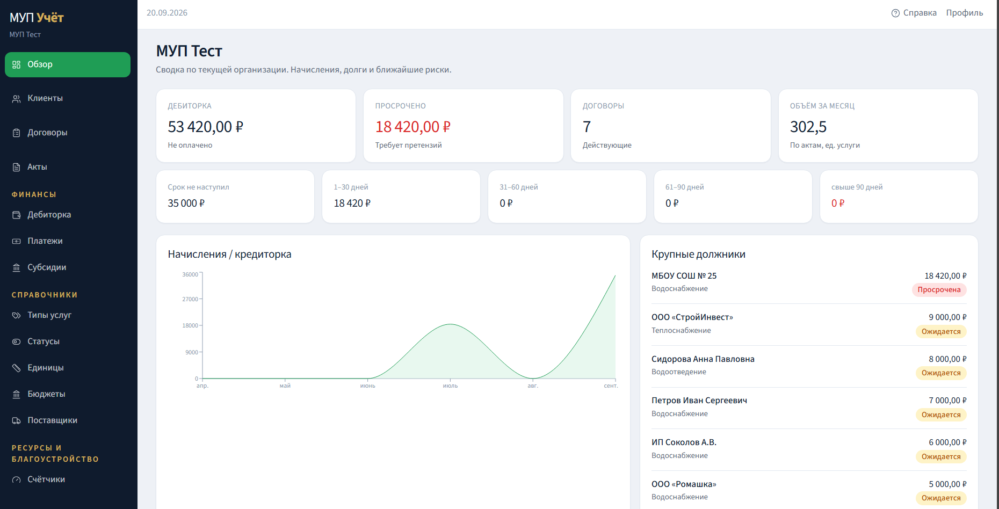 МУП Учёт
МУП Тест
Обзор
Клиенты
Договоры
Акты
ФИНАНСЫ
Дебиторка
Платежи
Субсидии
СПРАВОЧНИКИ
Типы услуг
Статусы
Единицы
Бюджеты
Поставщики
РЕСУРСЫ И
БЛАГОУСТРОЙСТВО
Счётчики
20.09.2026
Справка
Профиль
МУП Тест
Сводка по текущей организации. Начисления, долги и ближайшие риски.
ДЕБИТОРКА
53 420,00 ₽
Не оплачено
ПРОСРОЧЕНО
18 420,00 ₽
Требует претензий
ДОГОВОРЫ
7
Действующие
ОБЪЁМ ЗА МЕСЯЦ
302,5
По актам, ед. услуги
Срок не наступил
35 000 ₽
1–30 дней
18 420 ₽
31–60 дней
0 ₽
61–90 дней
0 ₽
свыше 90 дней
0 ₽
Начисления / кредиторка
36000
27000
18000
9000
0
апр.
май
июнь
июль
авг.
сент.
Крупные должники
МБОУ СОШ № 25
18 420,00 ₽
Водоснабжение
Просрочена
ООО «СтройИнвест»
9 000,00 ₽
Теплоснабжение
Ожидается
Сидорова Анна Павловна
8 000,00 ₽
Водоотведение
Ожидается
Петров Иван Сергеевич
7 000,00 ₽
Водоснабжение
Ожидается
ИП Соколов А.В.
6 000,00 ₽
Водоснабжение
Ожидается
ООО «Ромашка»
5 000,00 ₽
Водоснабжение
Ожидается